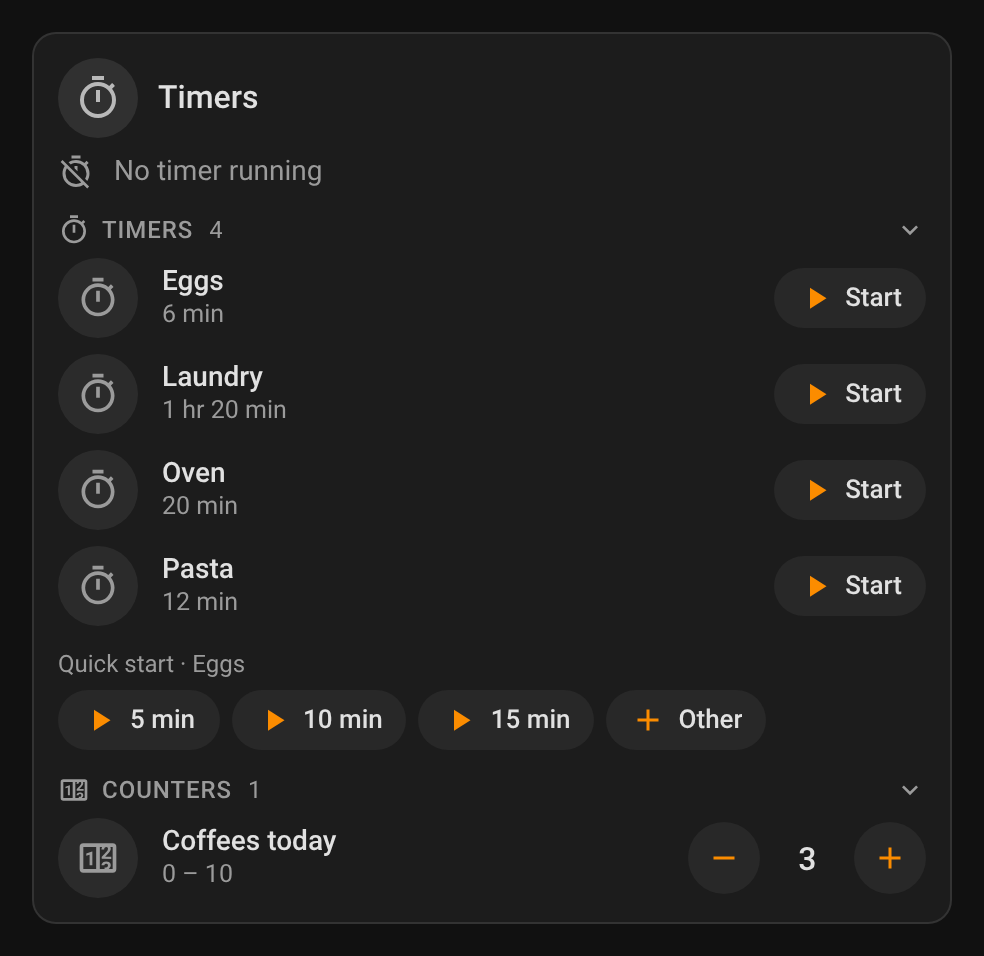 Timers
No timer running
TIMERS 4
Eggs
6 min
Start
Laundry
1 hr 20 min
Start
Oven
20 min
Start
Pasta
12 min
Start
Quick start · Eggs
5 min
10 min
15 min
Other
COUNTERS 1
Coffees today
0 – 10
3